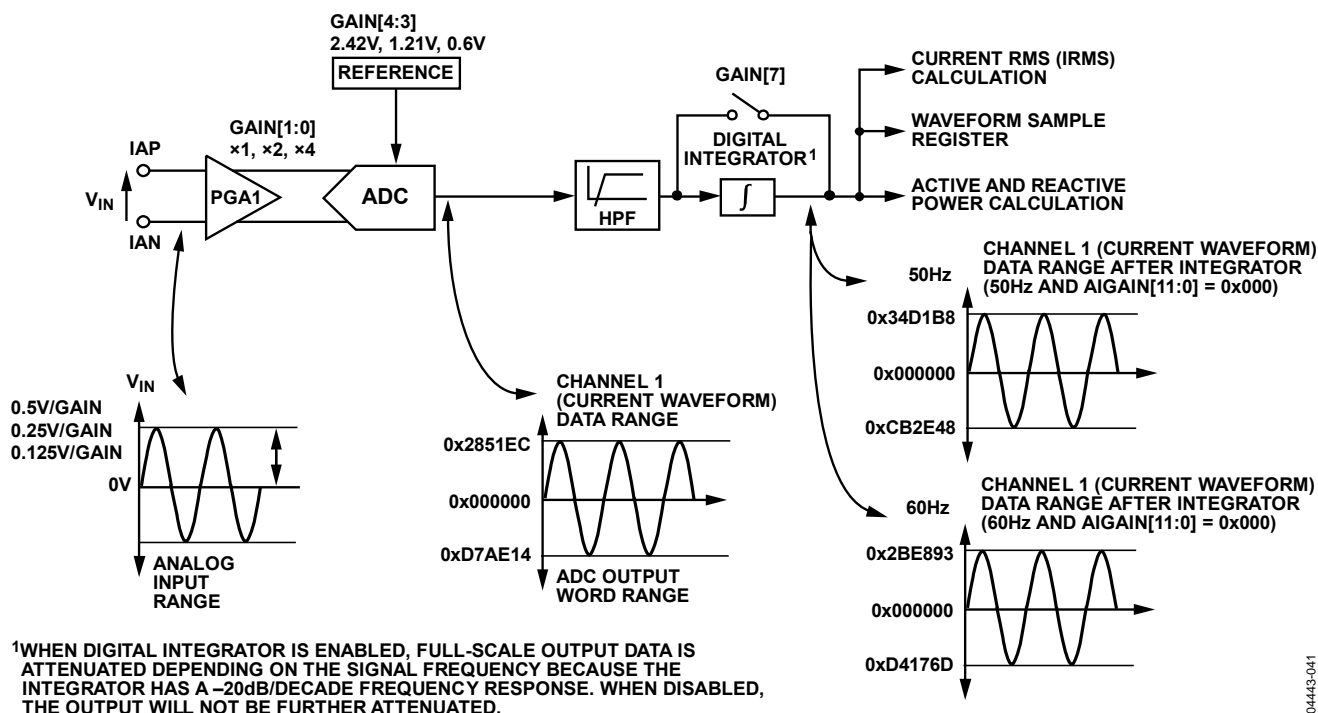 GAIN[4:3]
2.42V, 1.21V, 0.6V
REFERENCE
GAIN[1:0]
×1, ×2, ×4
IAP
VIN
IAN
PGA1
ADC
HPF
GAIN[7]
DIGITAL
INTEGRATOR1
∫
CURRENT RMS (IRMS)
CALCULATION
WAVEFORM SAMPLE
REGISTER
ACTIVE AND REACTIVE
POWER CALCULATION
VIN
0.5V/GAIN
0.25V/GAIN
0.125V/GAIN
0V
ANALOG
INPUT
RANGE
CHANNEL 1
(CURRENT WAVEFORM)
DATA RANGE
0x2851EC
0x000000
0xD7AE14
ADC OUTPUT
WORD RANGE
50Hz
CHANNEL 1 (CURRENT WAVEFORM)
DATA RANGE AFTER INTEGRATOR
(50Hz AND AIGAIN[11:0] = 0x000)
0x34D1B8
0x000000
0xCB2E48
60Hz
CHANNEL 1 (CURRENT WAVEFORM)
DATA RANGE AFTER INTEGRATOR
(60Hz AND AIGAIN[11:0] = 0x000)
0x2BE893
0x000000
0xD4176D
1WHEN DIGITAL INTEGRATOR IS ENABLED, FULL-SCALE OUTPUT DATA IS
ATTENUATED DEPENDING ON THE SIGNAL FREQUENCY BECAUSE THE
INTEGRATOR HAS A –20dB/DECADE FREQUENCY RESPONSE. WHEN DISABLED,
THE OUTPUT WILL NOT BE FURTHER ATTENUATED.
04443-041